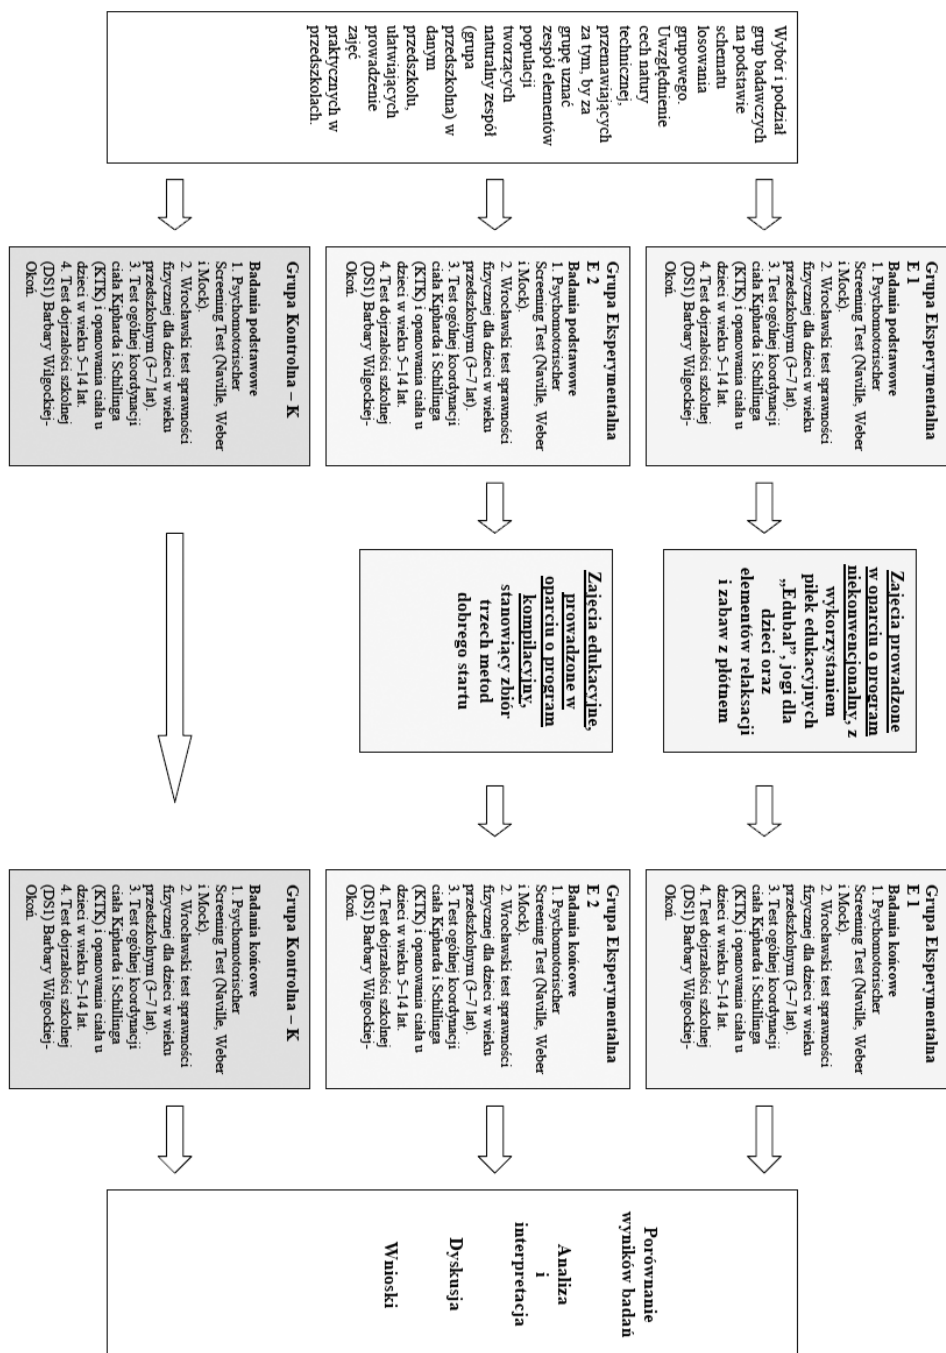 Wybór i podział
grup badawczych
na podstawie
schematu
losowania
grupowego.
Uwzględnienie
cech natury
technicznej,
przemawiających
za tym, by za
grupę uznać
zespół elementów
populacji
tworzących
naturalny zespół
(grupa
przedszkolna) w
danym
przedszkolu,
ułatwiających
prowadzenie
zajęć
praktycznych w
przedszkolach.
Grupa Eksperymentalna
E 1
Badania podstawowe
1. Psychomotorischer
Screening Test (Naville, Weber
i Mock).
2. Wrocławski test sprawności
fizycznej dla dzieci w wieku
przedszkolnym (3–7 lat).
3. Test ogólnej koordynacji
ciała Kipharda i Schillinga
(KTK) i opanowania ciała u
dzieci w wieku 5–14 lat.
4. Test dojrzałości szkolnej
(DS1) Barbary Wilgockiej-
Okoń.
Grupa Eksperymentalna
E 2
Badania podstawowe
1. Psychomotorischer
Screening Test (Naville, Weber
i Mock).
2. Wrocławski test sprawności
fizycznej dla dzieci w wieku
przedszkolnym (3–7 lat).
3. Test ogólnej koordynacji
ciała Kipharda i Schillinga
(KTK) i opanowania ciała u
dzieci w wieku 5–14 lat.
4. Test dojrzałości szkolnej
(DS1) Barbary Wilgockiej-
Okoń.
Grupa Kontrolna – K
Badania podstawowe
1. Psychomotorischer
Screening Test (Naville, Weber
i Mock).
2. Wrocławski test sprawności
fizycznej dla dzieci w wieku
przedszkolnym (3–7 lat).
3. Test ogólnej koordynacji
ciała Kipharda i Schillinga
(KTK) i opanowania ciała u
dzieci w wieku 5–14 lat.
4. Test dojrzałości szkolnej
(DS1) Barbary Wilgockiej-
Okoń.
Zajęcia prowadzone
w oparciu o program
niekonwencjonalny, z
wykorzystaniem
piłek edukacyjnych
„Edubal”, jogi dla
dzieci oraz
elementów relaksacji
i zabaw z płótnem
Zajęcia edukacyjne,
prowadzone w
oparciu o program
kompilacyjny,
stanowiący zbiór
trzech metod
dobrego startu
Grupa Eksperymentalna
E 1
Badania końcowe
1. Psychomotorischer
Screening Test (Naville, Weber
i Mock).
2. Wrocławski test sprawności
fizycznej dla dzieci w wieku
przedszkolnym (3–7 lat).
3. Test ogólnej koordynacji
ciała Kipharda i Schillinga
(KTK) i opanowania ciała u
dzieci w wieku 5–14 lat.
4. Test dojrzałości szkolnej
(DS1) Barbary Wilgockiej-
Okoń.
Grupa Eksperymentalna
E 2
Badania końcowe
1. Psychomotorischer
Screening Test (Naville, Weber
i Mock).
2. Wrocławski test sprawności
fizycznej dla dzieci w wieku
przedszkolnym (3–7 lat).
3. Test ogólnej koordynacji
ciała Kipharda i Schillinga
(KTK) i opanowania ciała u
dzieci w wieku 5–14 lat.
4. Test dojrzałości szkolnej
(DS1) Barbary Wilgockiej-
Okoń.
Grupa Kontrolna – K
Badania końcowe
1. Psychomotorischer
Screening Test (Naville, Weber
i Mock).
2. Wrocławski test sprawności
fizycznej dla dzieci w wieku
przedszkolnym (3–7 lat).
3. Test ogólnej koordynacji
ciała Kipharda i Schillinga
(KTK) i opanowania ciała u
dzieci w wieku 5–14 lat.
4. Test dojrzałości szkolnej
(DS1) Barbary Wilgockiej-
Okoń.
Porównanie
wyników badań
Analiza
i
interpretacja
Dyskusja
Wnioski